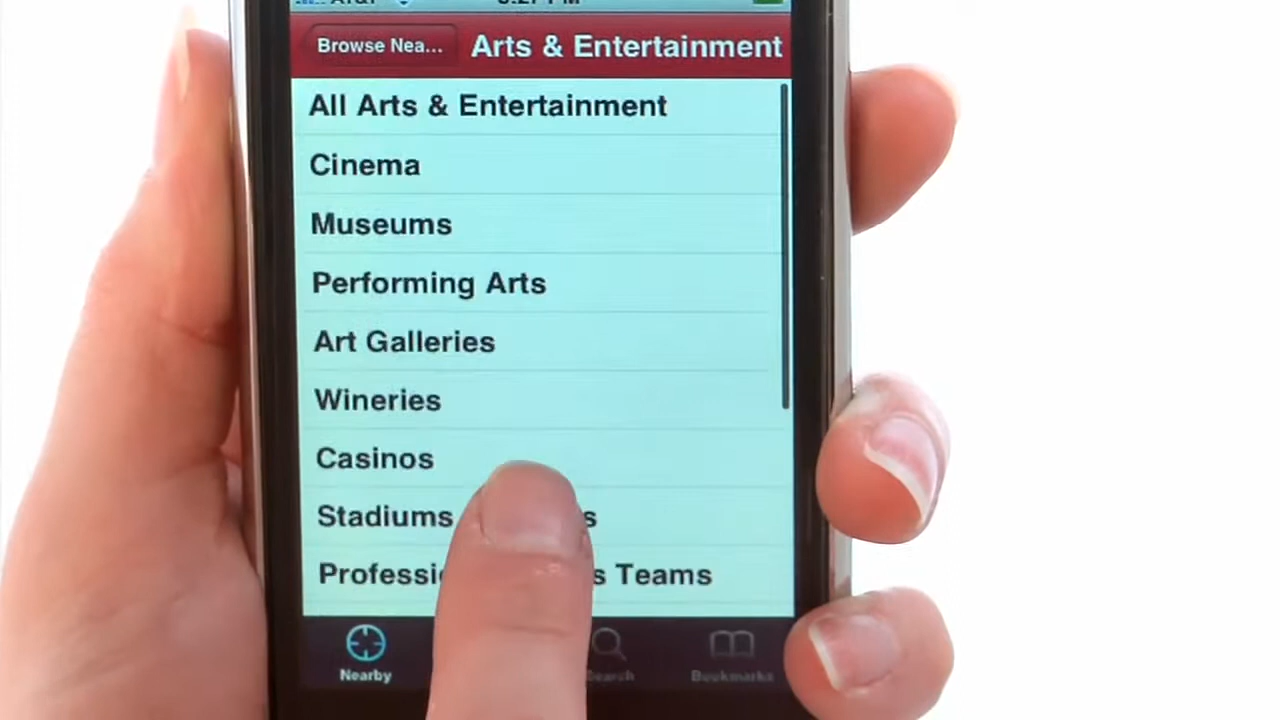 Browse Nea... Arts & Entertainment
All Arts & Entertainment
Cinema
Museums
Performing Arts
Art Galleries
Wineries
Casinos
Stadiums
Teams
Nearby Search Bookmarks